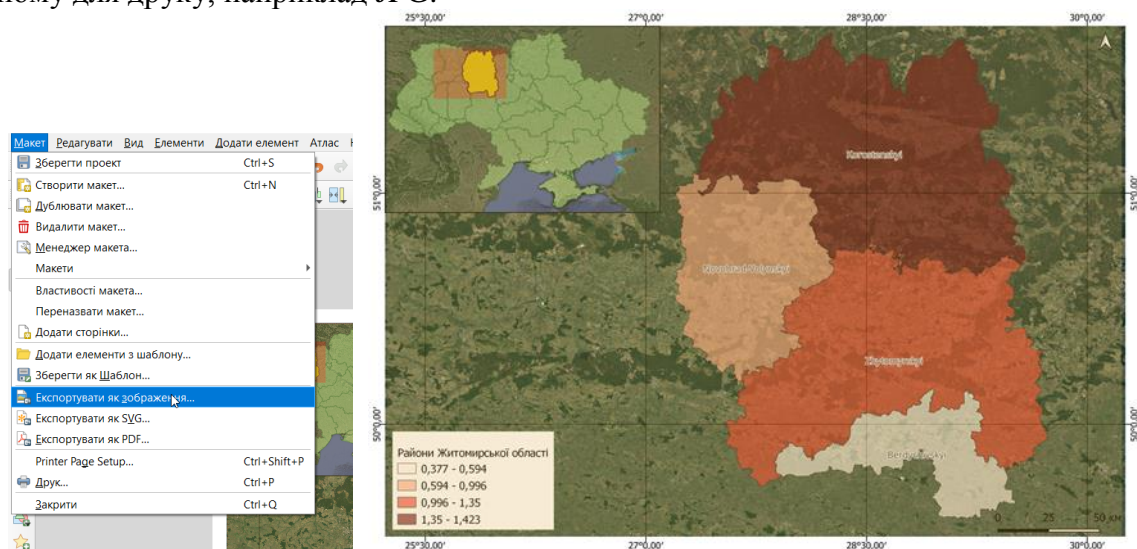 ному для друку, наприклад JPG.
Макет Редагувати Вид Елементи Додати елемент Атлас
Зберегти проект Ctrl+S
Створити макет... Ctrl+N
Дублювати макет...
Видалити макет...
Менеджер макета...
Макети
Властивості макета...
Переназвати макет...
Додати сторінки...
Додати елементи з шаблону...
Зберегти як Шаблон...
Експортувати як зображення...
Експортувати як SVG...
Експортувати як PDF...
Printer Page Setup... Ctrl+Shift+P
Друк... Ctrl+P
Закрити Ctrl+Q
25°30,00' 27°0,00' 28°30,00' 30°0,00'
Korostenskyi
51°0,00' 51°0,00'
Novohrad-Volynskyi
Zhytomyrskyi
50°0,00' 50°0,00'
Berdychivskyi
Райони Житомирської області
0,377 - 0,594
0,594 - 0,996
0,996 - 1,35
1,35 - 1,423
0 25 50 км
25°30,00' 27°0,00' 28°30,00' 30°0,00'